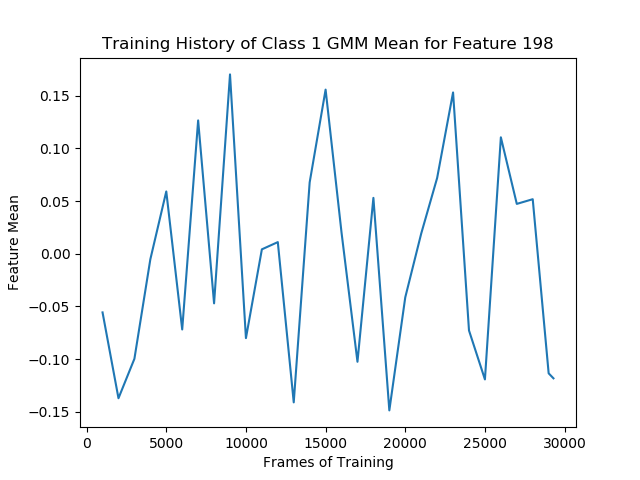 Training History of Class 1 GMM Mean for Feature 198
0.15
0.10
0.05
0.00
−0.05
−0.10
−0.15
Feature Mean
0 5000 10000 15000 20000 25000 30000
Frames of Training